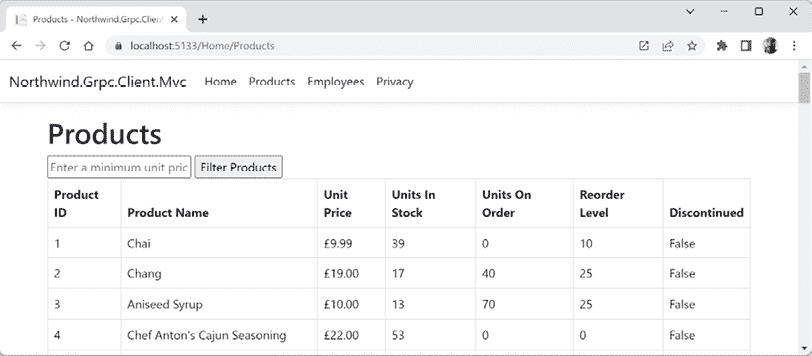 Products - Northwind.Grpc.Client
localhost:5133/Home/Products
Northwind.Grpc.Client.Mvc Home Products Employees Privacy
Products
Enter a minimum unit pric Filter Products
Product ID Product Name Unit Price Units In Stock Units On Order Reorder Level Discontinued
1 Chai £9.99 39 0 10 False
2 Chang £19.00 17 40 25 False
3 Aniseed Syrup £10.00 13 70 25 False
4 Chef Anton's Cajun Seasoning £22.00 53 0 0 False